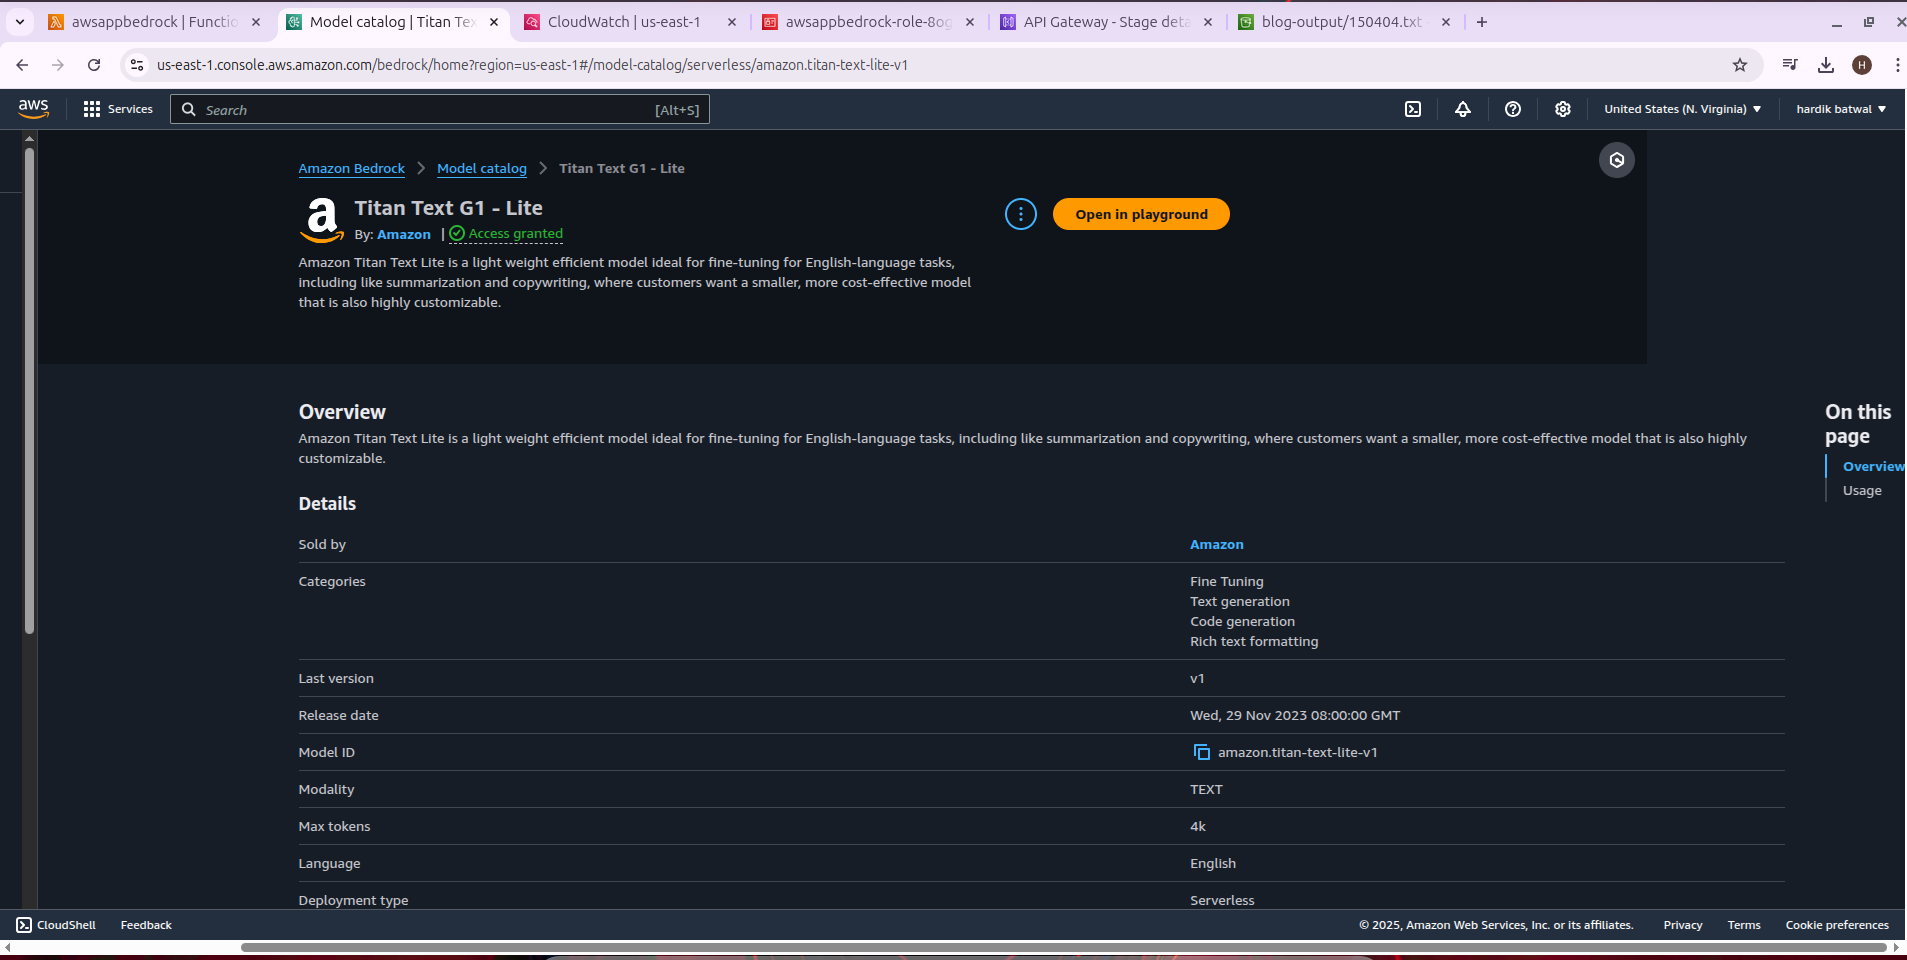 awsappbedrock | Functio
Model catalog | Titan Tex
CloudWatch | us-east-1
awsappbedrock-role-8og
API Gateway - Stage deta
blog-output/150404.txt
us-east-1.console.aws.amazon.com/bedrock/home?region=us-east-1#/model-catalog/serverless/amazon.titan-text-lite-v1
H
aws
Services
Search
[Alt+S]
United States (N. Virginia)
hardik batwal
Amazon Bedrock
Model catalog
Titan Text G1 - Lite
Titan Text G1 - Lite
By: Amazon | Access granted
Open in playground
Amazon Titan Text Lite is a light weight efficient model ideal for fine-tuning for English-language tasks,
including like summarization and copywriting, where customers want a smaller, more cost-effective model
that is also highly customizable.
Overview
Amazon Titan Text Lite is a light weight efficient model ideal for fine-tuning for English-language tasks, including like summarization and copywriting, where customers want a smaller, more cost-effective model that is also highly
customizable.
On this
page
Overview
Usage
Details
Sold by
Amazon
Categories
Fine Tuning
Text generation
Code generation
Rich text formatting
Last version
v1
Release date
Wed, 29 Nov 2023 08:00:00 GMT
Model ID
amazon.titan-text-lite-v1
Modality
TEXT
Max tokens
4k
Language
English
Deployment type
Serverless
CloudShell
Feedback
© 2025, Amazon Web Services, Inc. or its affiliates.
Privacy
Terms
Cookie preferences